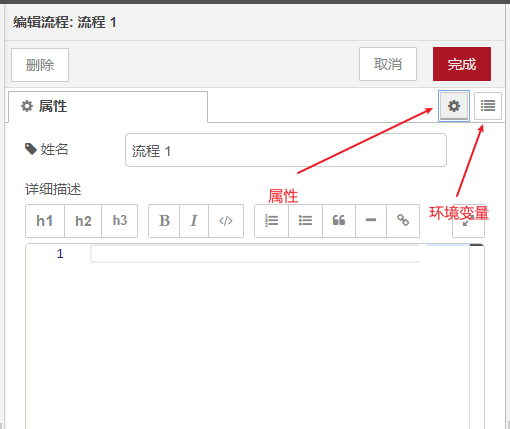 编辑流程: 流程 1
删除 取消 完成
属性
姓名 流程 1
属性
环境变量
详细描述
h1 h2 h3 B I </>
1